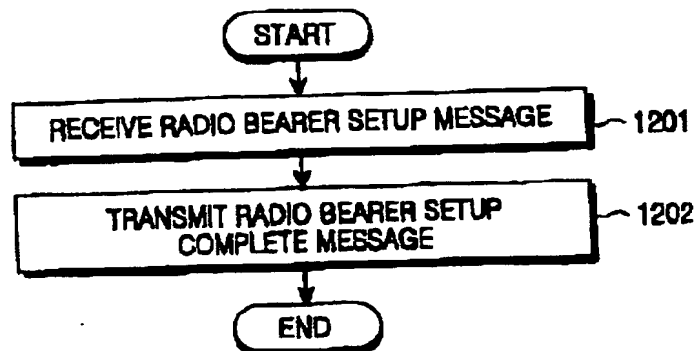 START
RECEIVE RADIO BEARER SETUP MESSAGE
1201
TRANSMIT RADIO BEARER SETUP
COMPLETE MESSAGE
1202
END